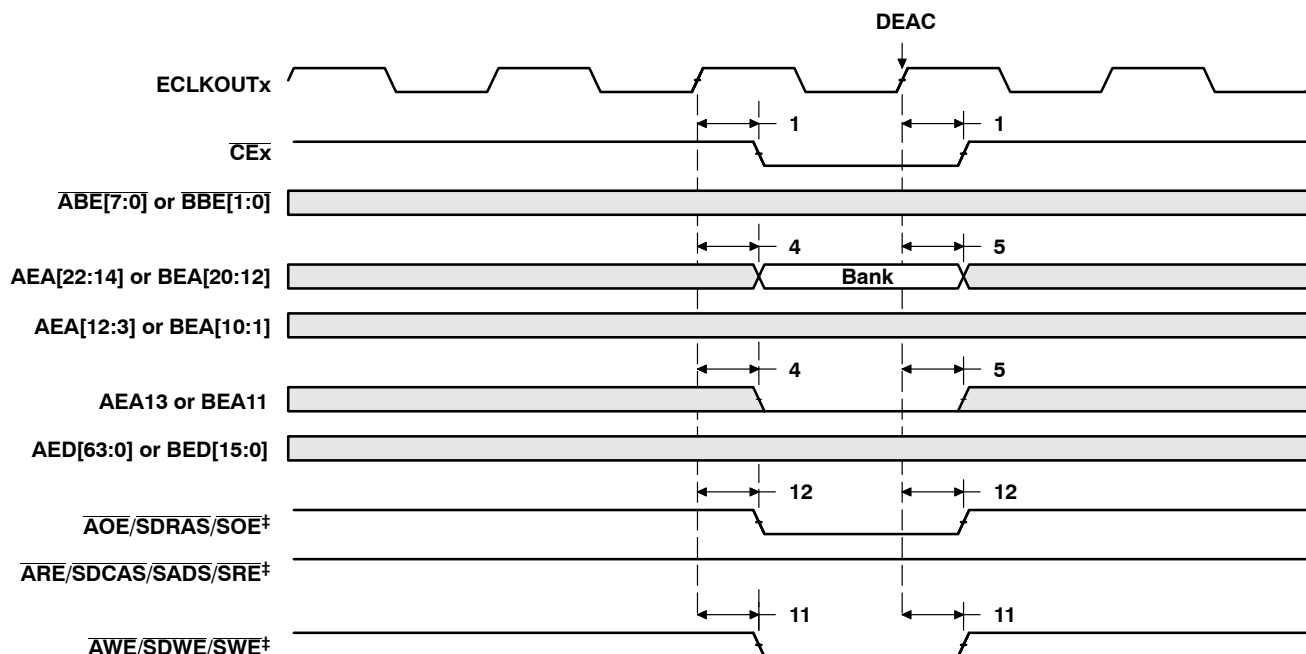 DEAC
ECLKOUTx
1 1
CEx
ABE[7:0] or BBE[1:0]
4 5
AEA[22:14] or BEA[20:12] Bank
AEA[12:3] or BEA[10:1]
4 5
AEA13 or BEA11
AED[63:0] or BED[15:0]
12 12
AOE/SDRAS/SOE‡
ARE/SDCAS/SADS/SRE‡
11 11
AWE/SDWE/SWE‡